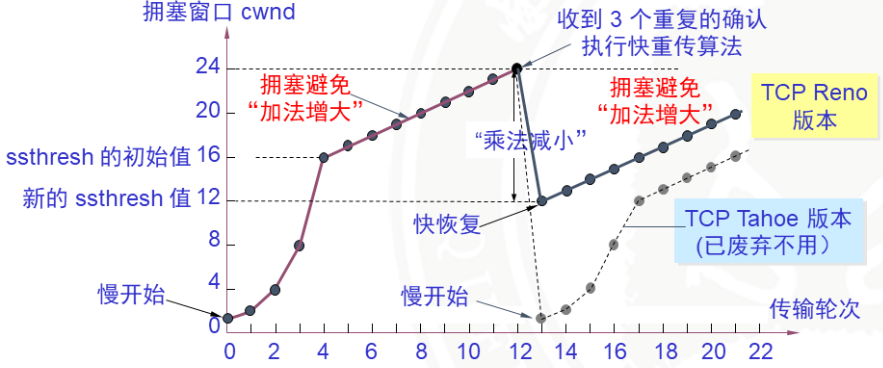 拥塞窗口 cwnd
收到 3 个重复的确认
执行快重传算法
24
拥塞避免
“加法增大”
拥塞避免
“加法增大”
TCP Reno
版本
20
“乘法减小”
ssthresh 的初始值 16
新的 ssthresh 值 12
快恢复
TCP Tahoe 版本
(已废弃不用）
8
慢开始
4
慢开始
传输轮次
0
0 2 4 6 8 10 12 14 16 18 20 22